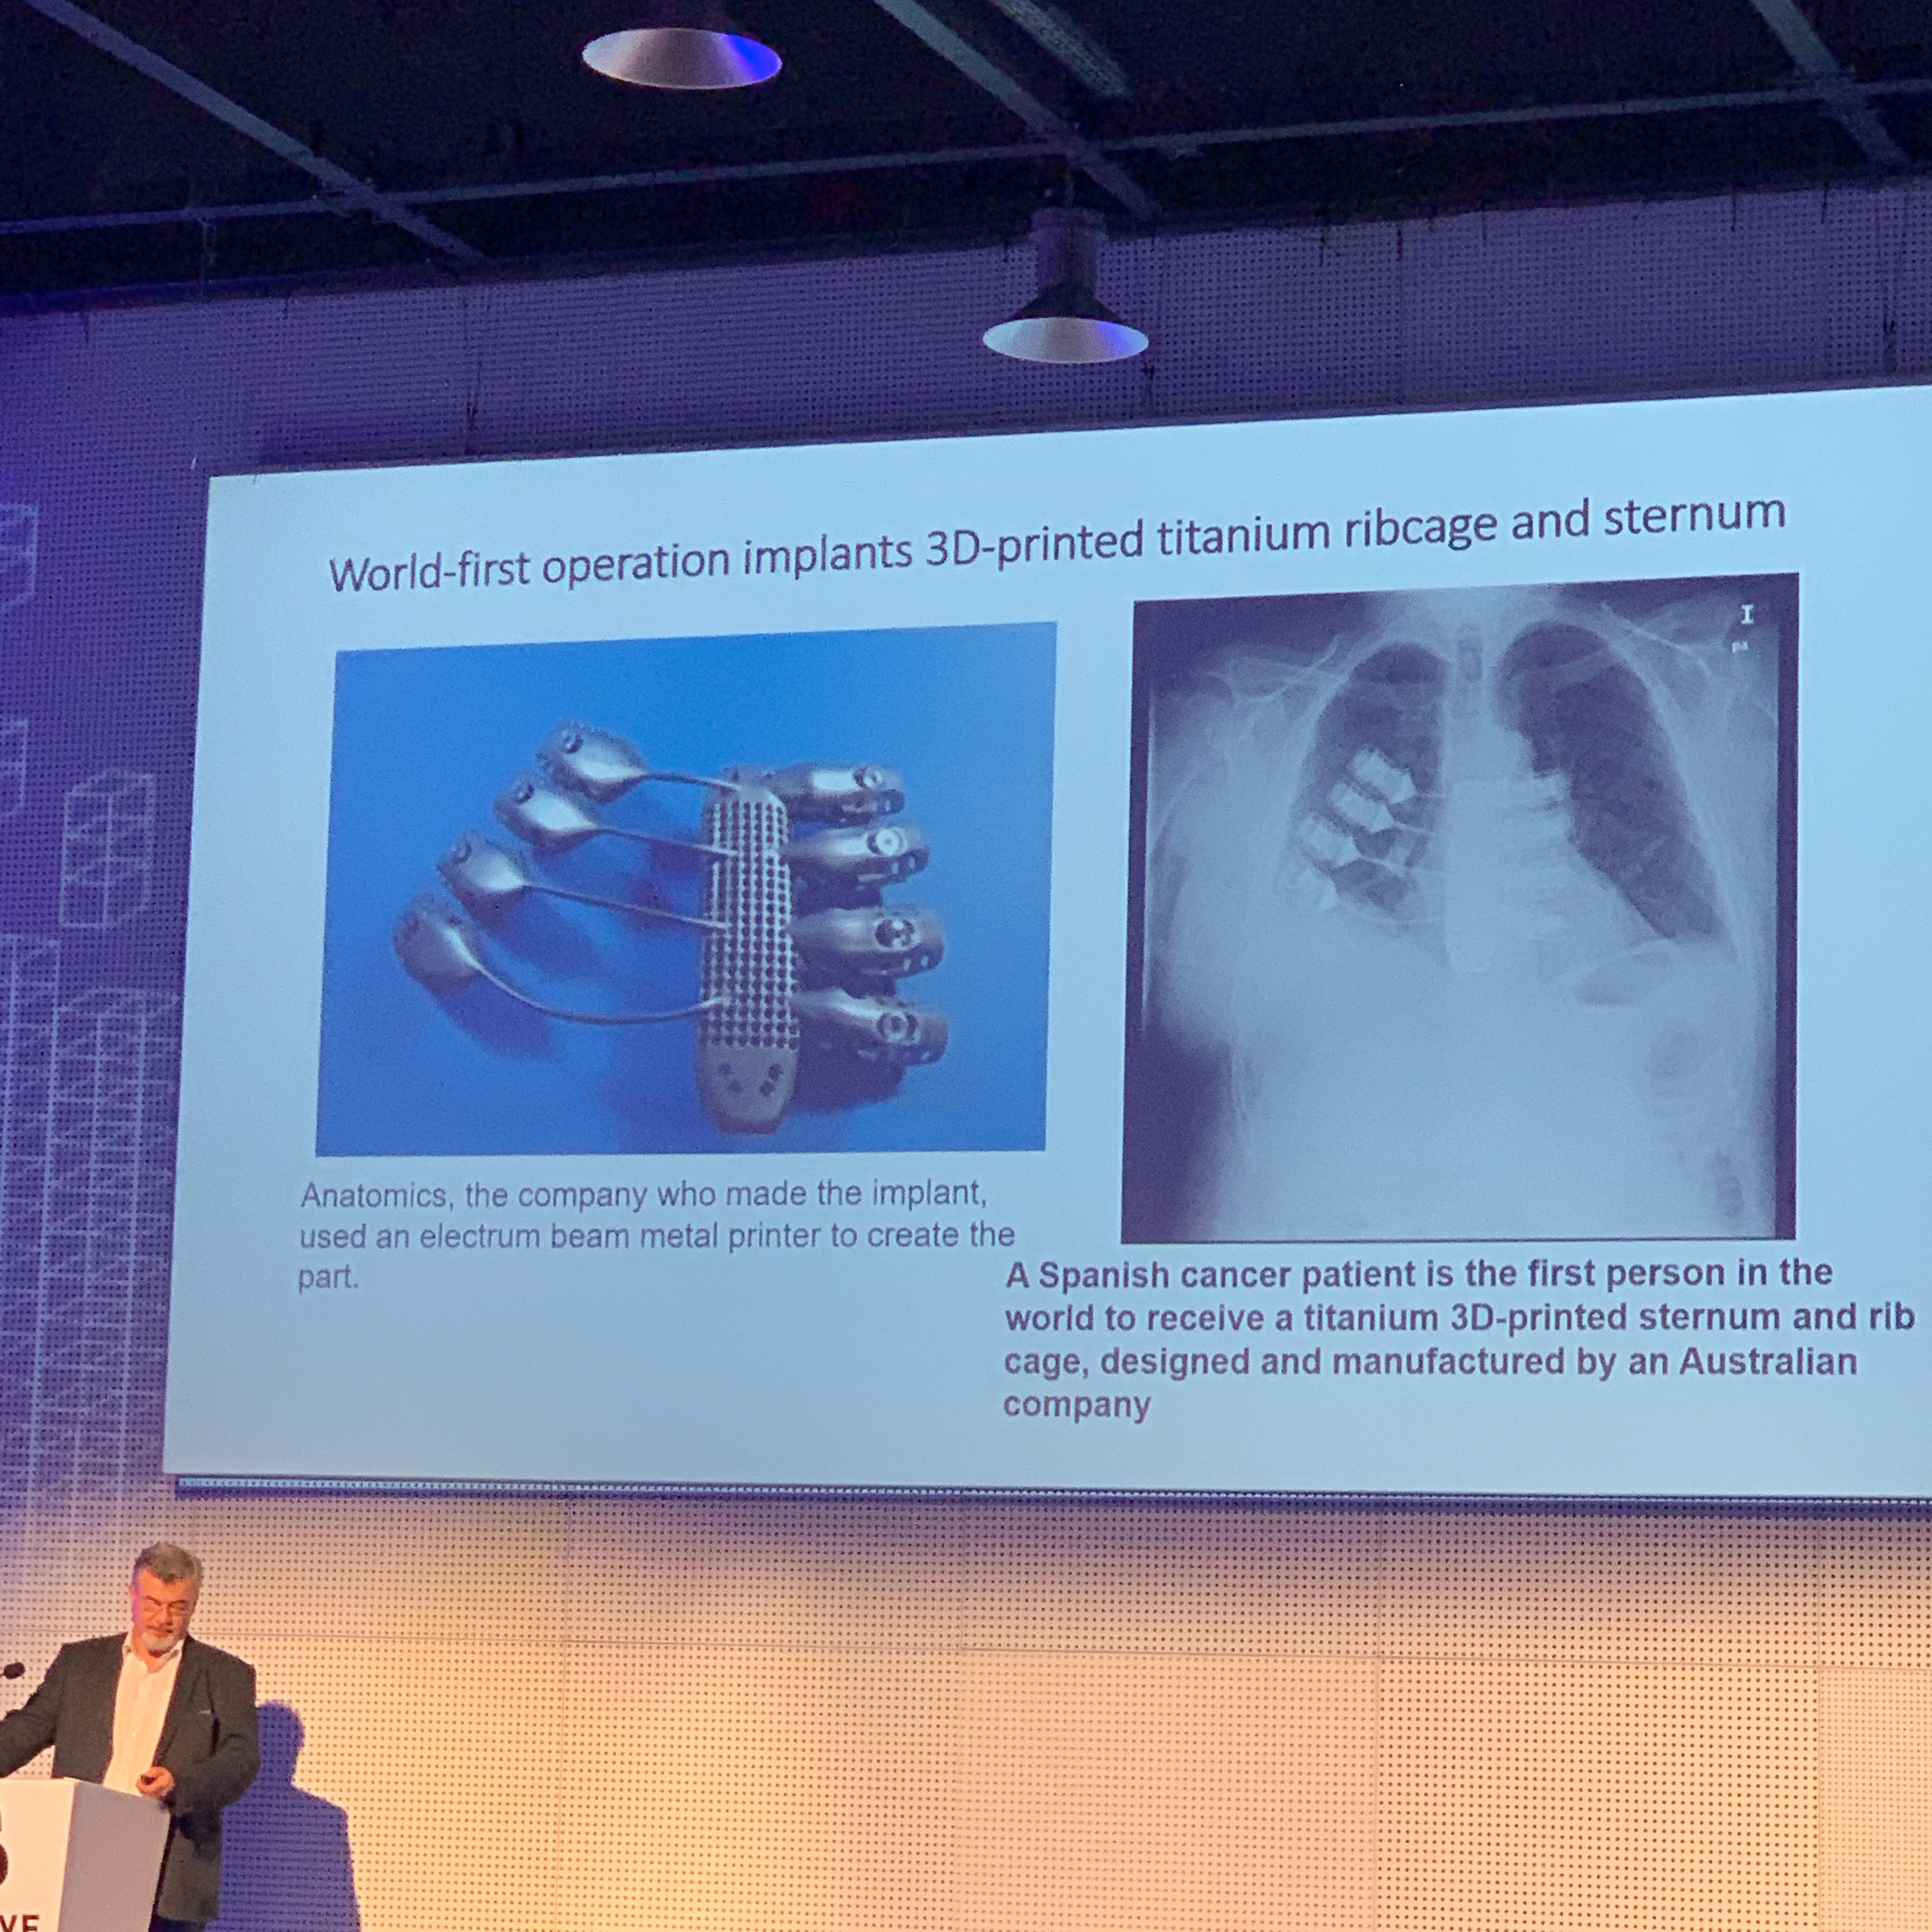 World-first operation implants 3D-printed titanium ribcage and sternum
I
Anatomics, the company who made the implant,
used an electrum beam metal printer to create the
part.
A Spanish cancer patient is the first person in the
world to receive a titanium 3D-printed sternum and rib
cage, designed and manufactured by an Australian
company